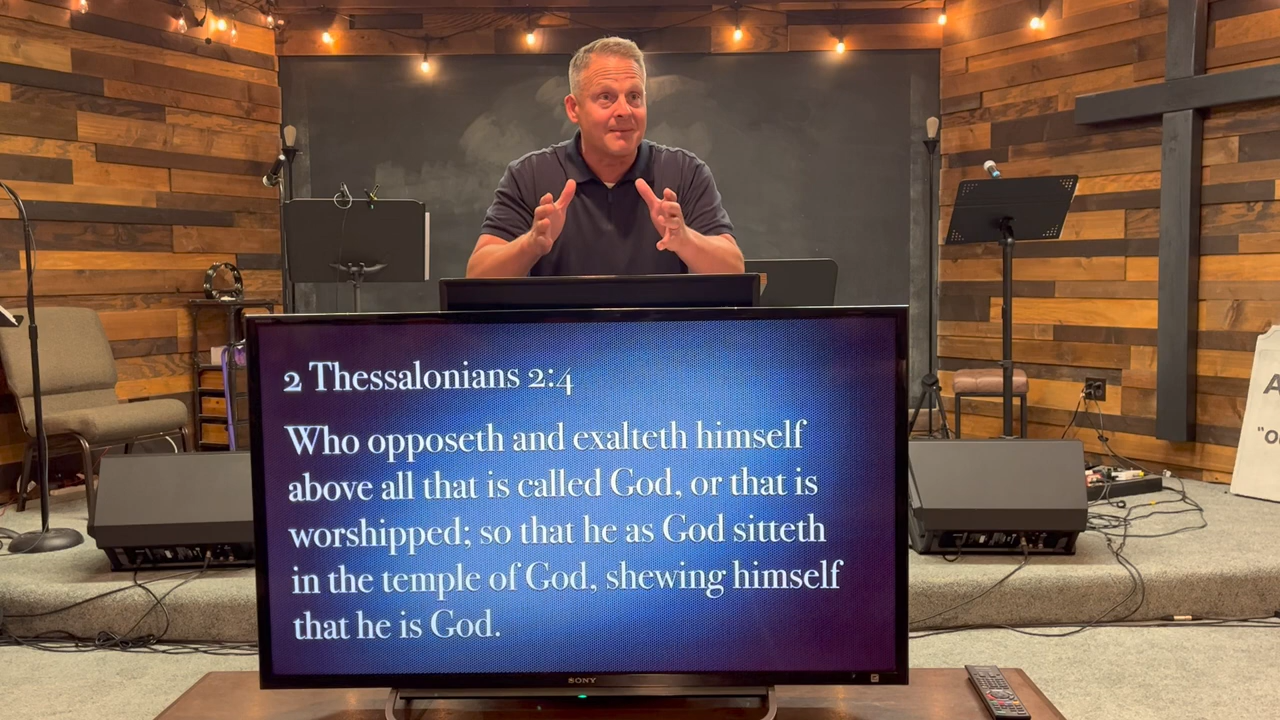 2 Thessalonians 2:4
Who opposeth and exalteth himself
above all that is called God, or that is
worshipped; so that he as God sitteth
in the temple of God, shewing himself
that he is God.
SONY